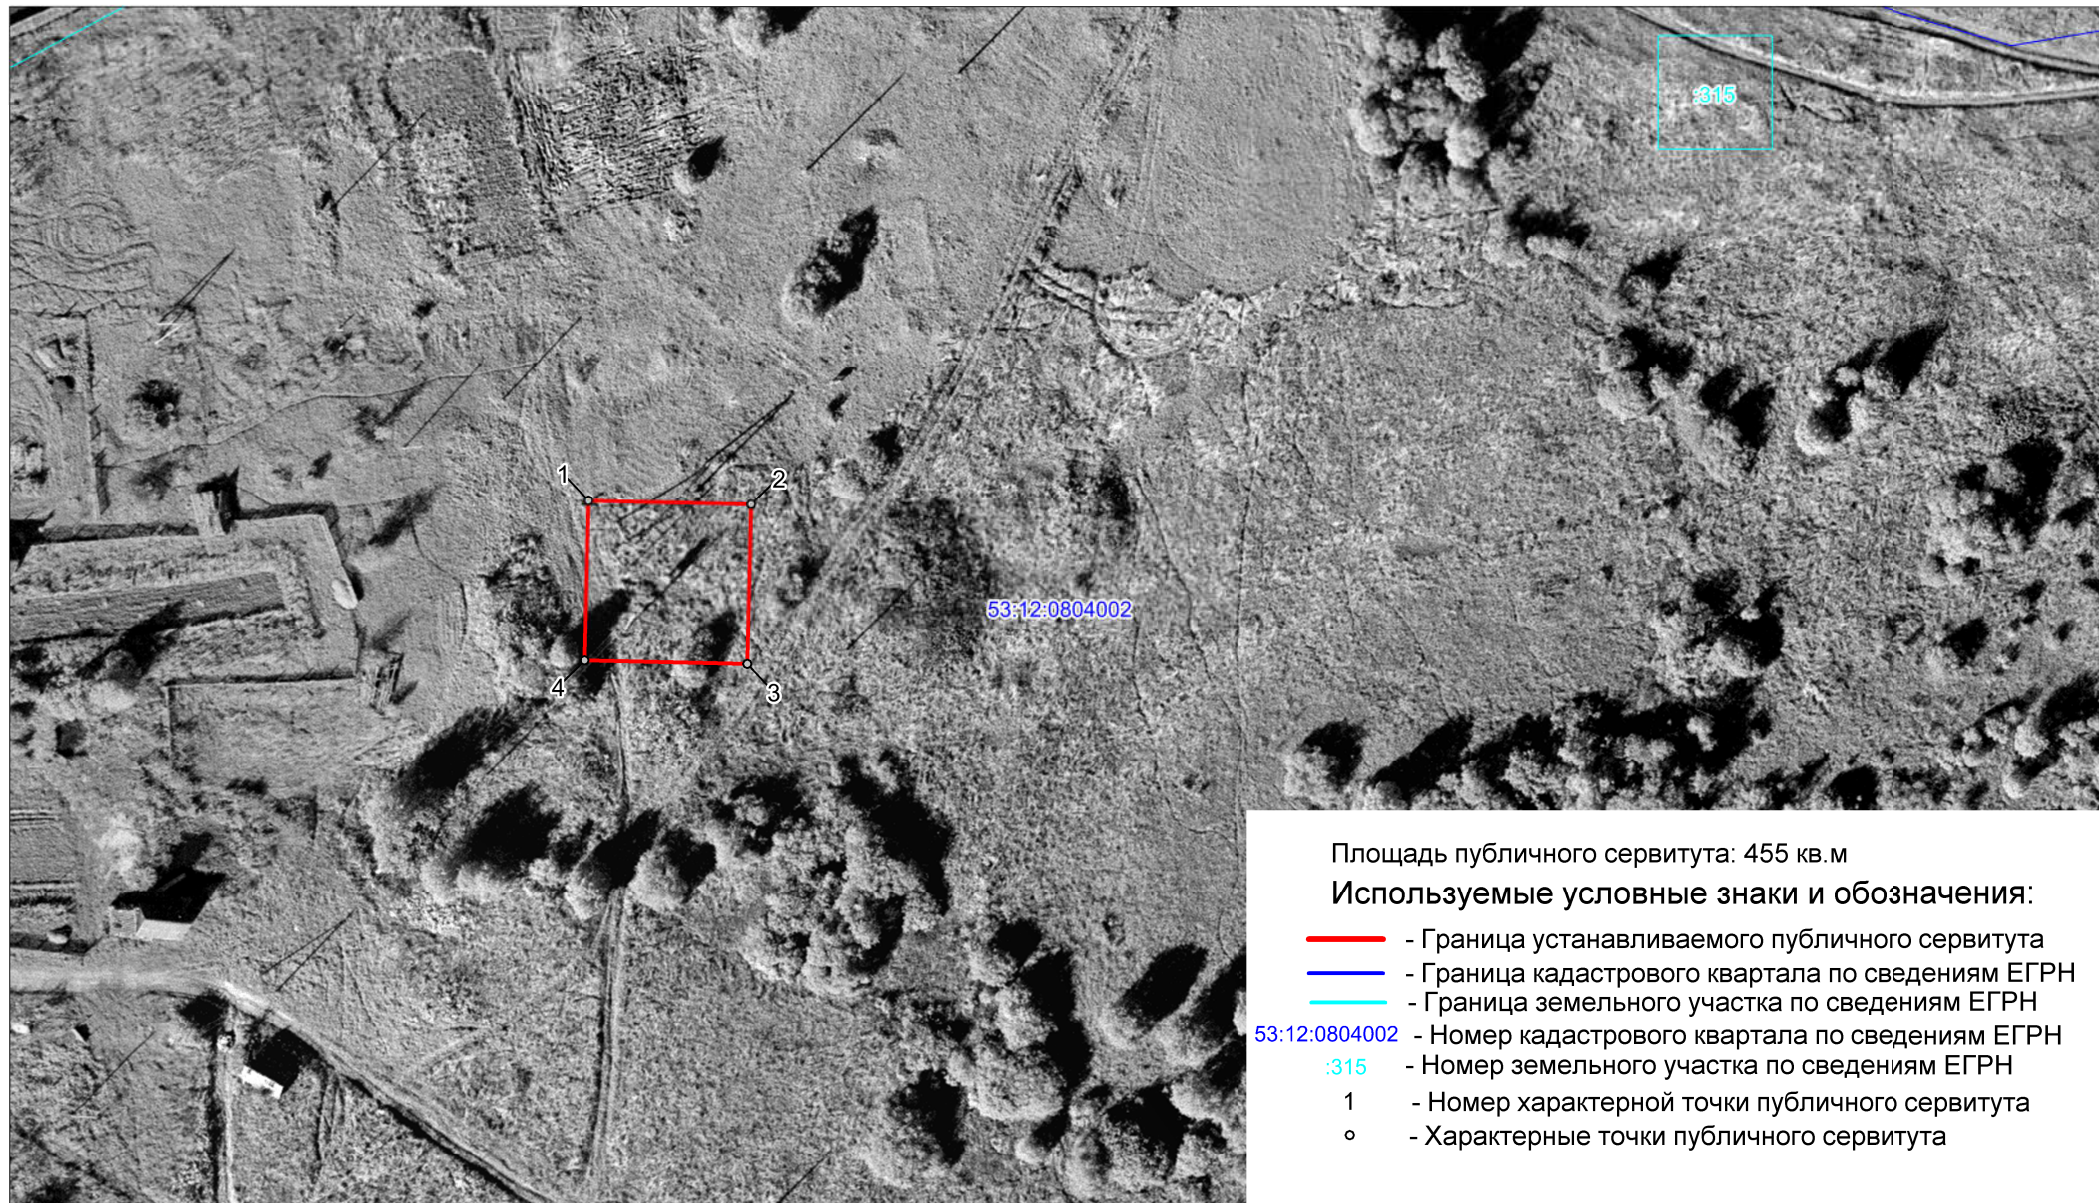 :315
1
2
53:12:0804002
4
3
Площадь публичного сервитута: 455 кв.м
Используемые условные знаки и обозначения:
- Граница устанавливаемого публичного сервитута
- Граница кадастрового квартала по сведениям ЕГРН
- Граница земельного участка по сведениям ЕГРН
53:12:0804002 - Номер кадастрового квартала по сведениям ЕГРН
:315 - Номер земельного участка по сведениям ЕГРН
1 - Номер характерной точки публичного сервитута
- Характерные точки публичного сервитута